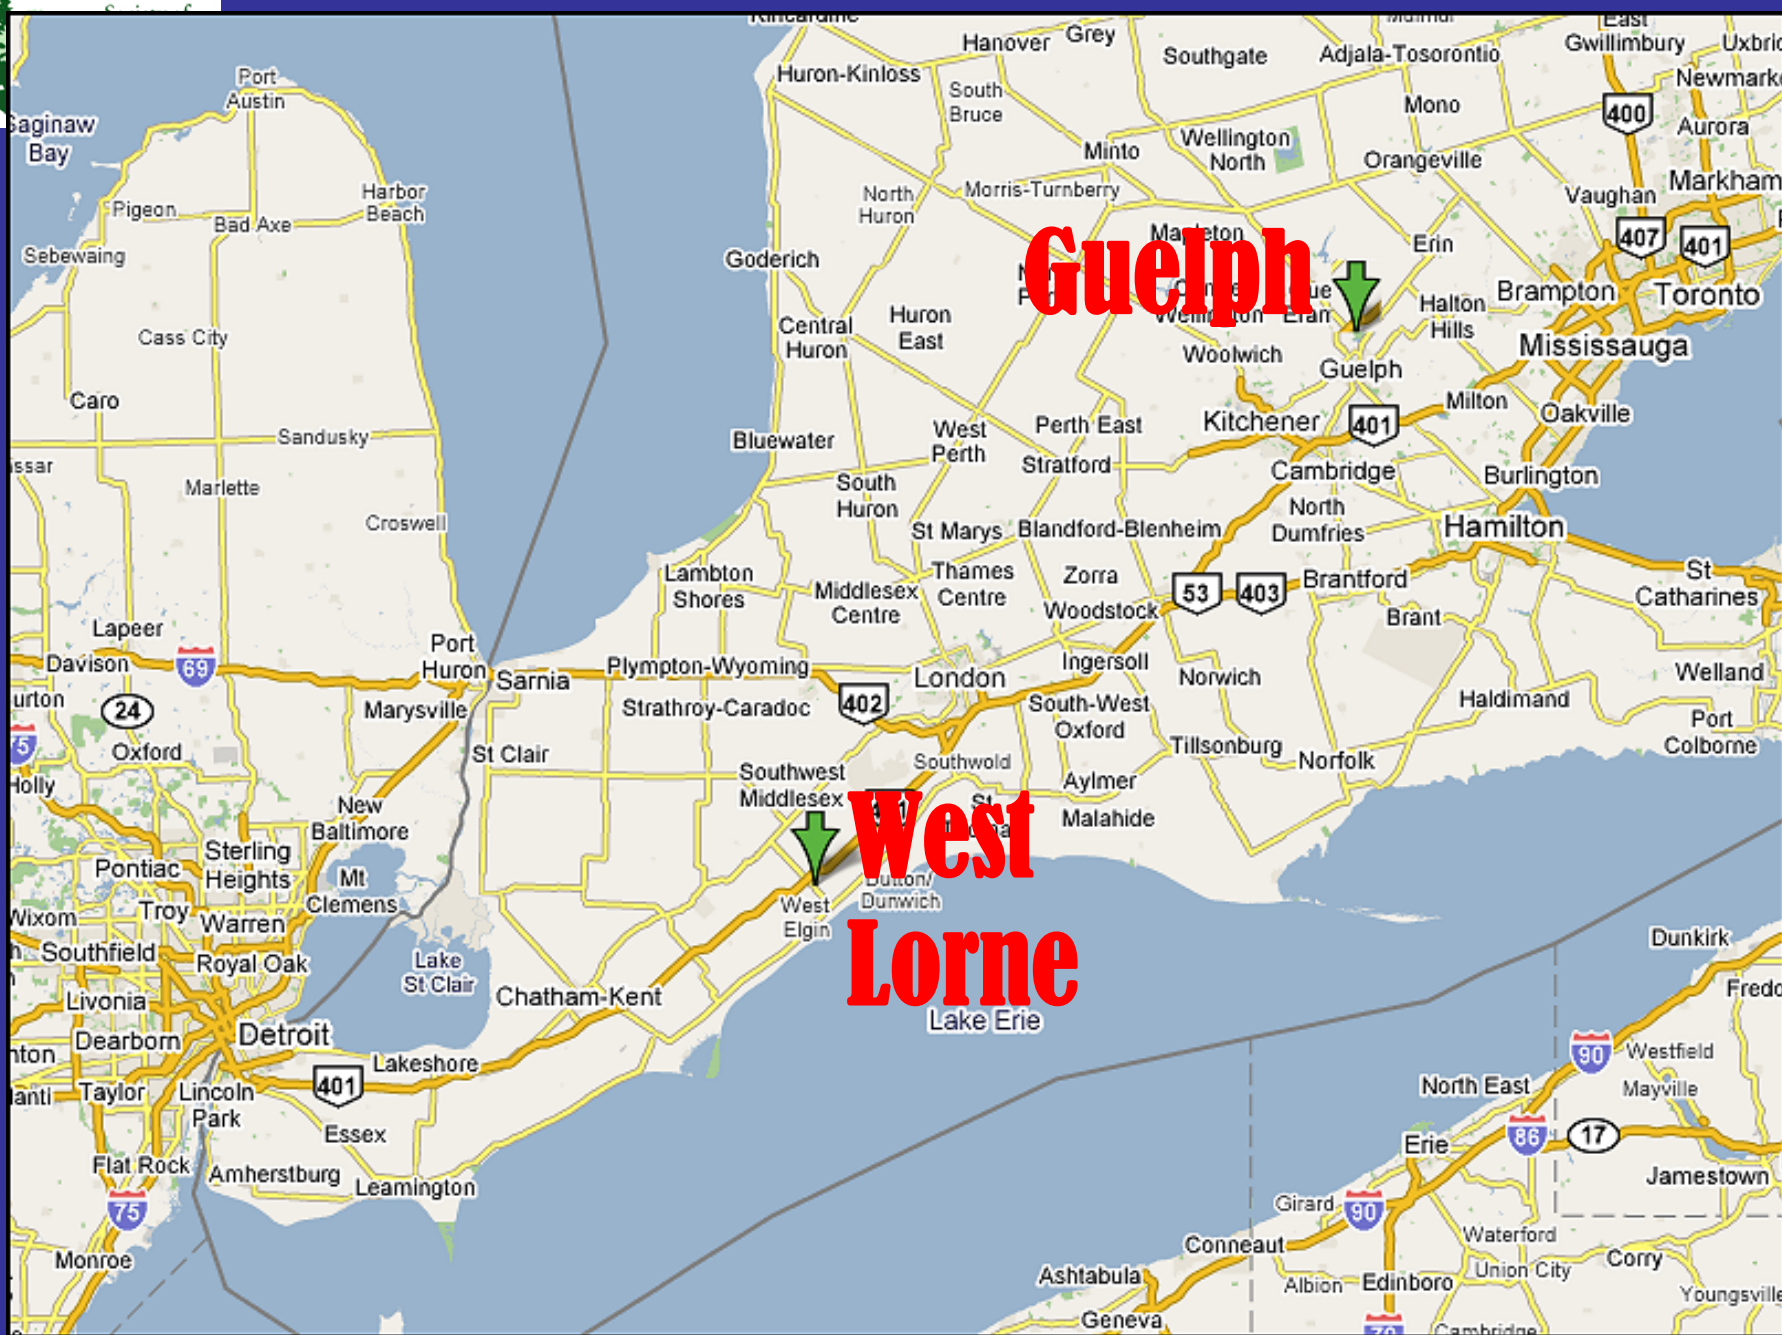 Kincardine
Hanover
Grey
Southgate
Adjala-Tosorontio
East
Gwillimbury
Huron-Kinloss
South
Bruce
Mono
400
Aurora
Port
Austin
Saginaw
Bay
Minto
Wellington
North
Orangeville
Harbor
Beach
Pigeon
Bad Axe
North
Huron
Morris-Turnberry
Vaughan
Markham
Sebewaing
Goderich
Mapleton
Erin
407
401
Guelph
Huron
East
Central
Huron
Halton
Hills
Brampton
Toronto
Cass City
Woolwich
Guelph
Mississauga
Caro
Sandusky
Bluewater
West
Perth
Perth East
Kitchener
401
Milton
Oakville
Stratford
Cambridge
Burlington
Marlette
South
Huron
Croswell
St Marys
Blandford-Blenheim
North
Dumfries
Hamilton
Lambton
Shores
Middlesex
Centre
Thames
Centre
Zorra
Woodstock
53
403
Brantford
Brant
St
Catharines
Lapeer
Davison
69
Port
Huron
Sarnia
Plympton-Wyoming
London
Ingersoll
Norwich
Welland
24
Marysville
Strathroy-Caradoc
402
South-West
Oxford
Haldimand
Port
Colborne
Oxford
St Clair
Southwold
Tillsonburg
Norfolk
Holly
Southwest
Middlesex
Aylmer
Malahide
New
Baltimore
West
Lorne
Pontiac
Sterling
Heights
Mt
Clemens
Dutton/
Dunwich
West
Elgin
Wixom
Troy
Warren
Southfield
Royal Oak
Lake
St Clair
Dunkirk
Livonia
Chatham-Kent
Lake Erie
Dearborn
Detroit
Lakeshore
90
Westfield
Mayville
Taylor
Lincoln
Park
401
North East
Essex
Erie
86
17
Flat Rock
Amherstburg
Leamington
Jamestown
75
Girard
90
Monroe
Conneaut
Waterford
Corry
Ashtabula
Albion
Edinboro
Union City
Youngsville
Geneva
Cambridge